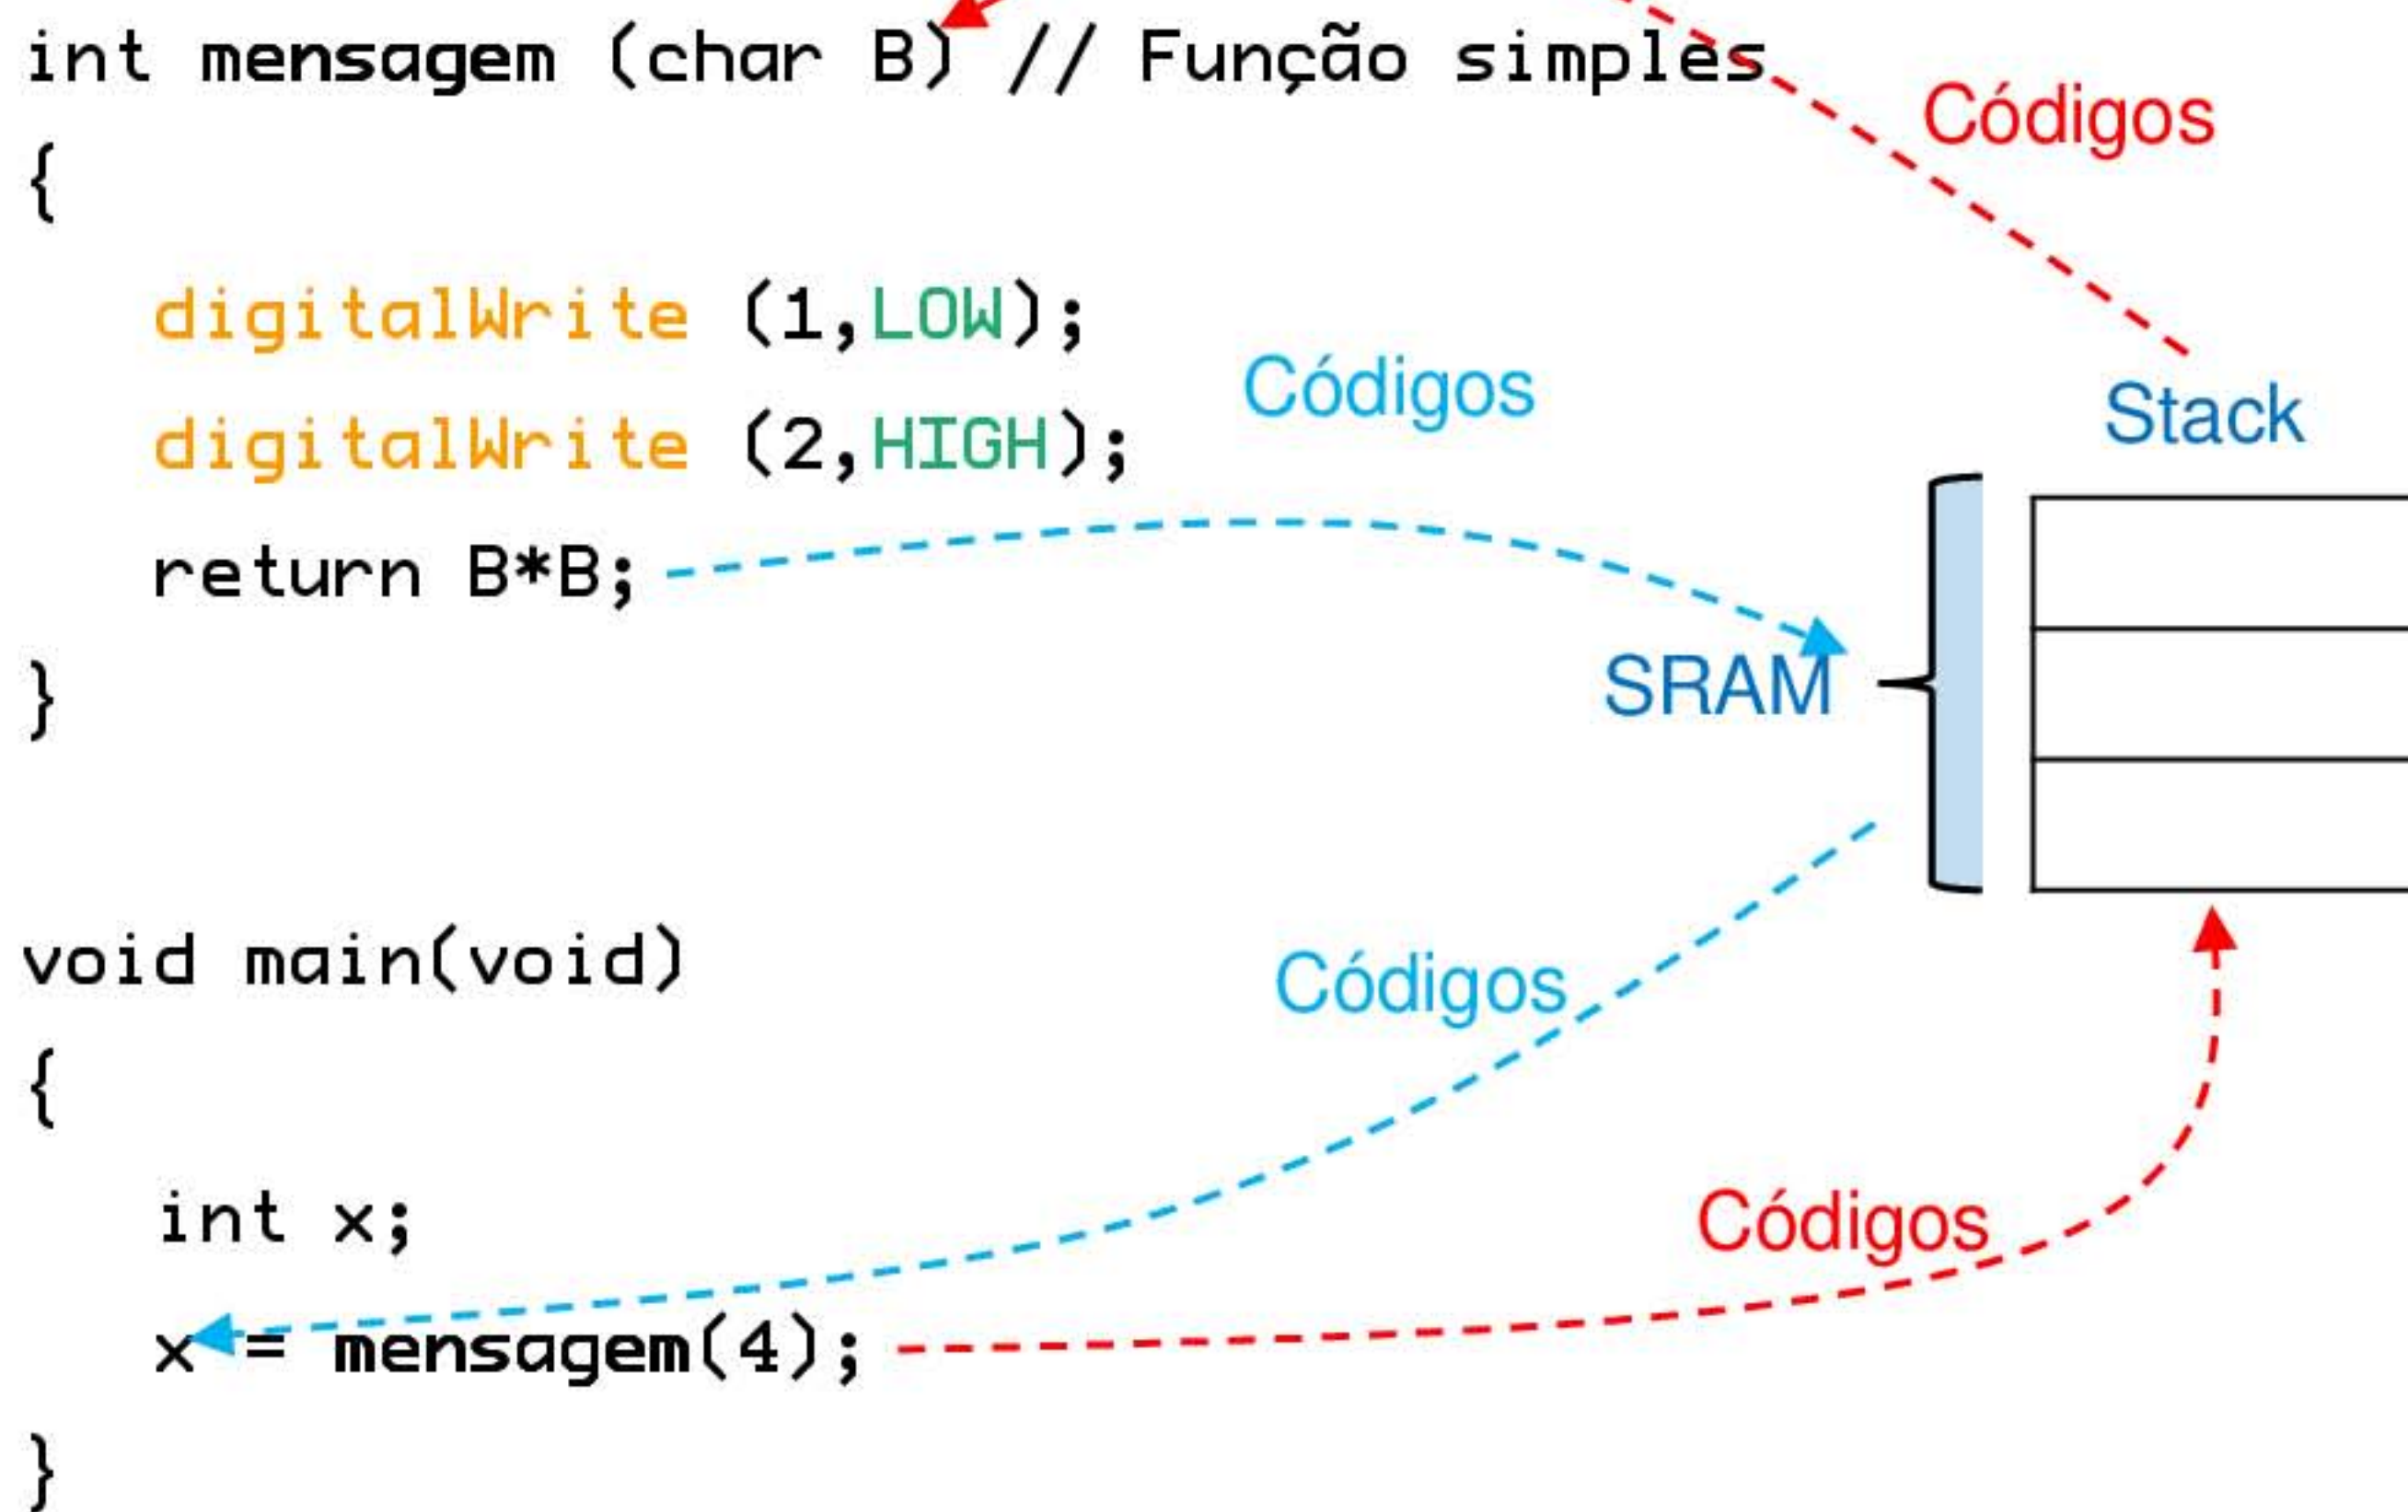 int mensagem (char B) // Função simples
Códigos
{
digitalWrite (1,LOW);
Códigos
Stack
digitalWrite (2,HIGH);
return B*B;
SRAM
}
void main(void)
Códigos
{
int x;
Códigos
x = mensagem(4);
}